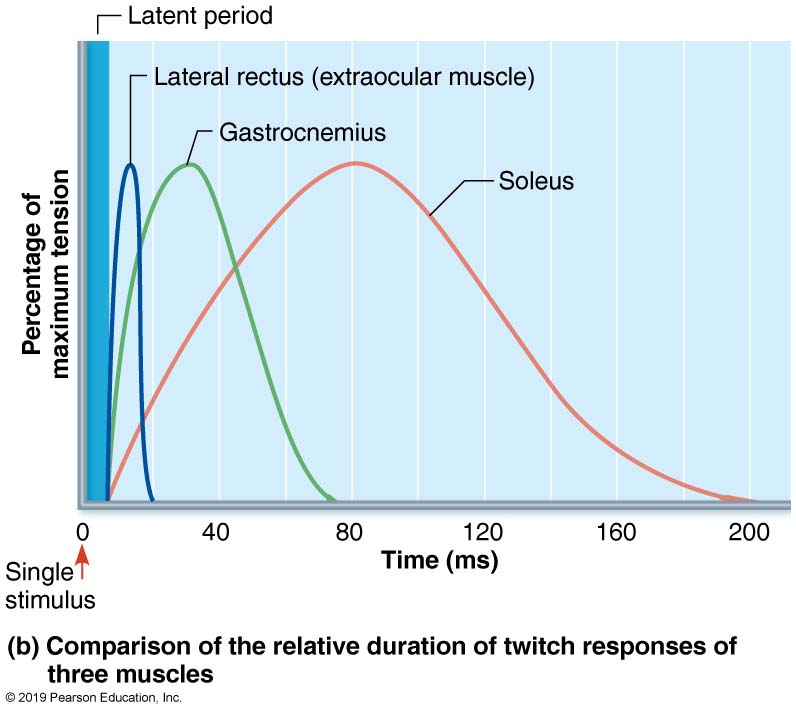 Latent period
Lateral rectus (extraocular muscle)
Gastrocnemius
Soleus
Percentage of
maximum tension
0 40 80 120 160 200
Time (ms)
Single
stimulus
(b) Comparison of the relative duration of twitch responses of
three muscles
© 2019 Pearson Education, Inc.